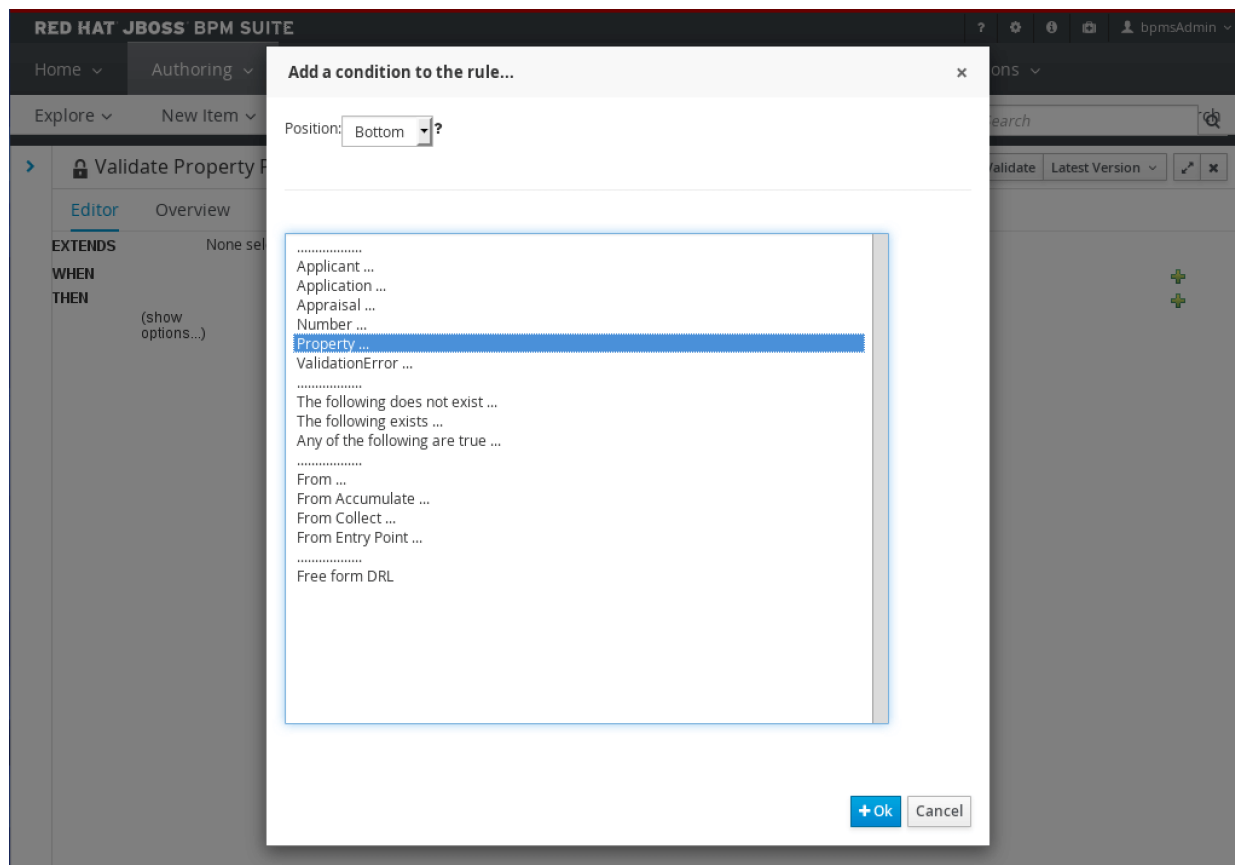 RED HAT JBOSS BPM SUITE
? bpmsAdmin
Home Authoring ons
Explore New Item earch
Validate Property Latest Version
Editor Overview
EXTENDS None sel
WHEN
THEN
(show
options...)
Add a condition to the rule...
Position: Bottom ?
..................
Applicant ...
Application ...
Appraisal ...
Number ...
Property ...
ValidationError ...
..................
The following does not exist ...
The following exists ...
Any of the following are true ...
..................
From ...
From Accumulate ...
From Collect ...
From Entry Point ...
..................
Free form DRL
Ok Cancel